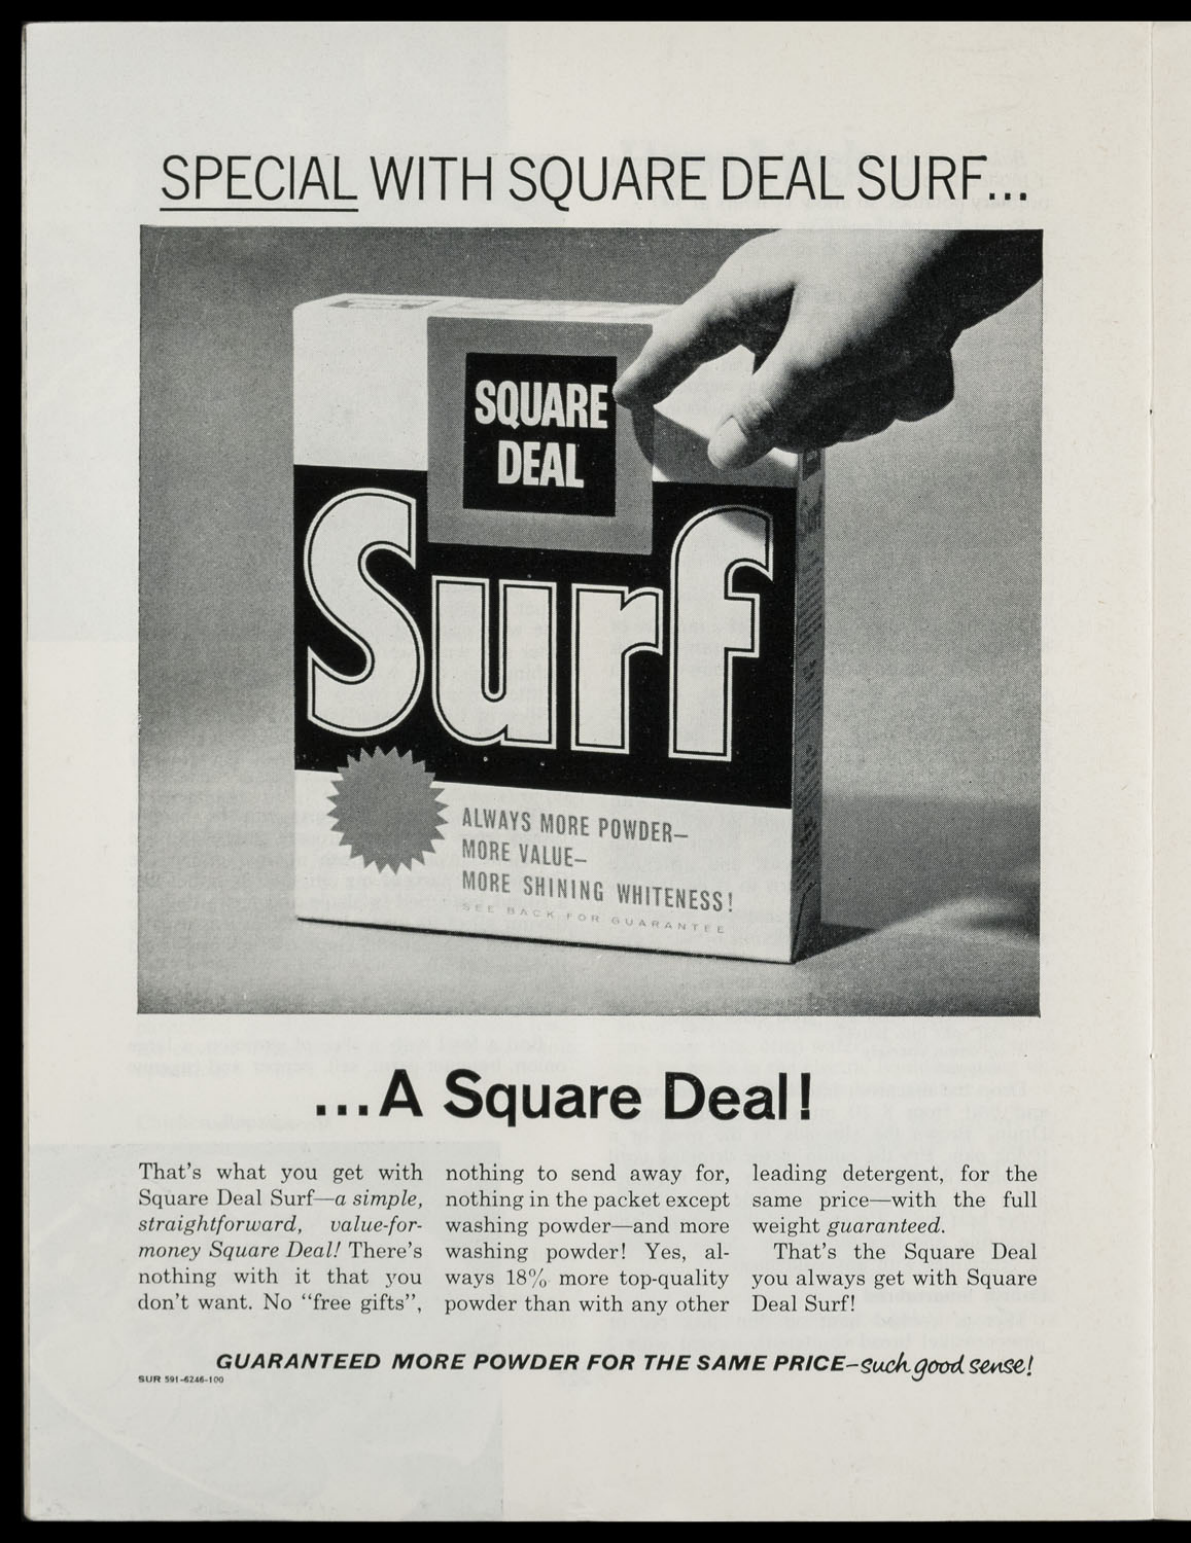 SPECIAL WITH SQUARE DEAL SURF...
SQUARE
DEAL
Surf
ALWAYS MORE POWDER–
MORE VALUE–
MORE SHINING WHITENESS!
SEE BACK FOR GUARANTEE
...A Square Deal!
That's what you get with
Square Deal Surf—a simple,
straightforward, value-for-
money Square Deal! There's
nothing with it that you
don't want. No “free gifts”,
nothing to send away for,
nothing in the packet except
washing powder—and more
washing powder! Yes, al-
ways 18% more top-quality
powder than with any other
leading detergent, for the
same price—with the full
weight guaranteed.
That's the Square Deal
you always get with Square
Deal Surf!
GUARANTEED MORE POWDER FOR THE SAME PRICE–such good sense!
SUR 591-6246-100